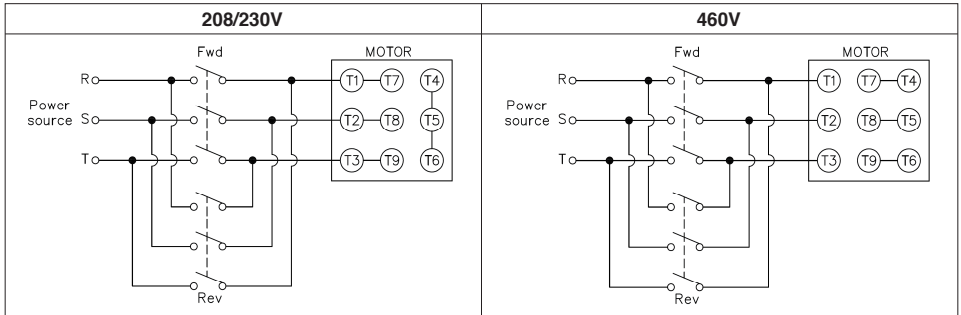 208/230V
460V
Fwd
MOTOR
R
T1
T7
T4
Power
source
S
T2
T8
T5
T
T3
T9
T6
Rev
Fwd
MOTOR
R
T1
T7
T4
Power
source
S
T2
T8
T5
T
T3
T9
T6
Rev